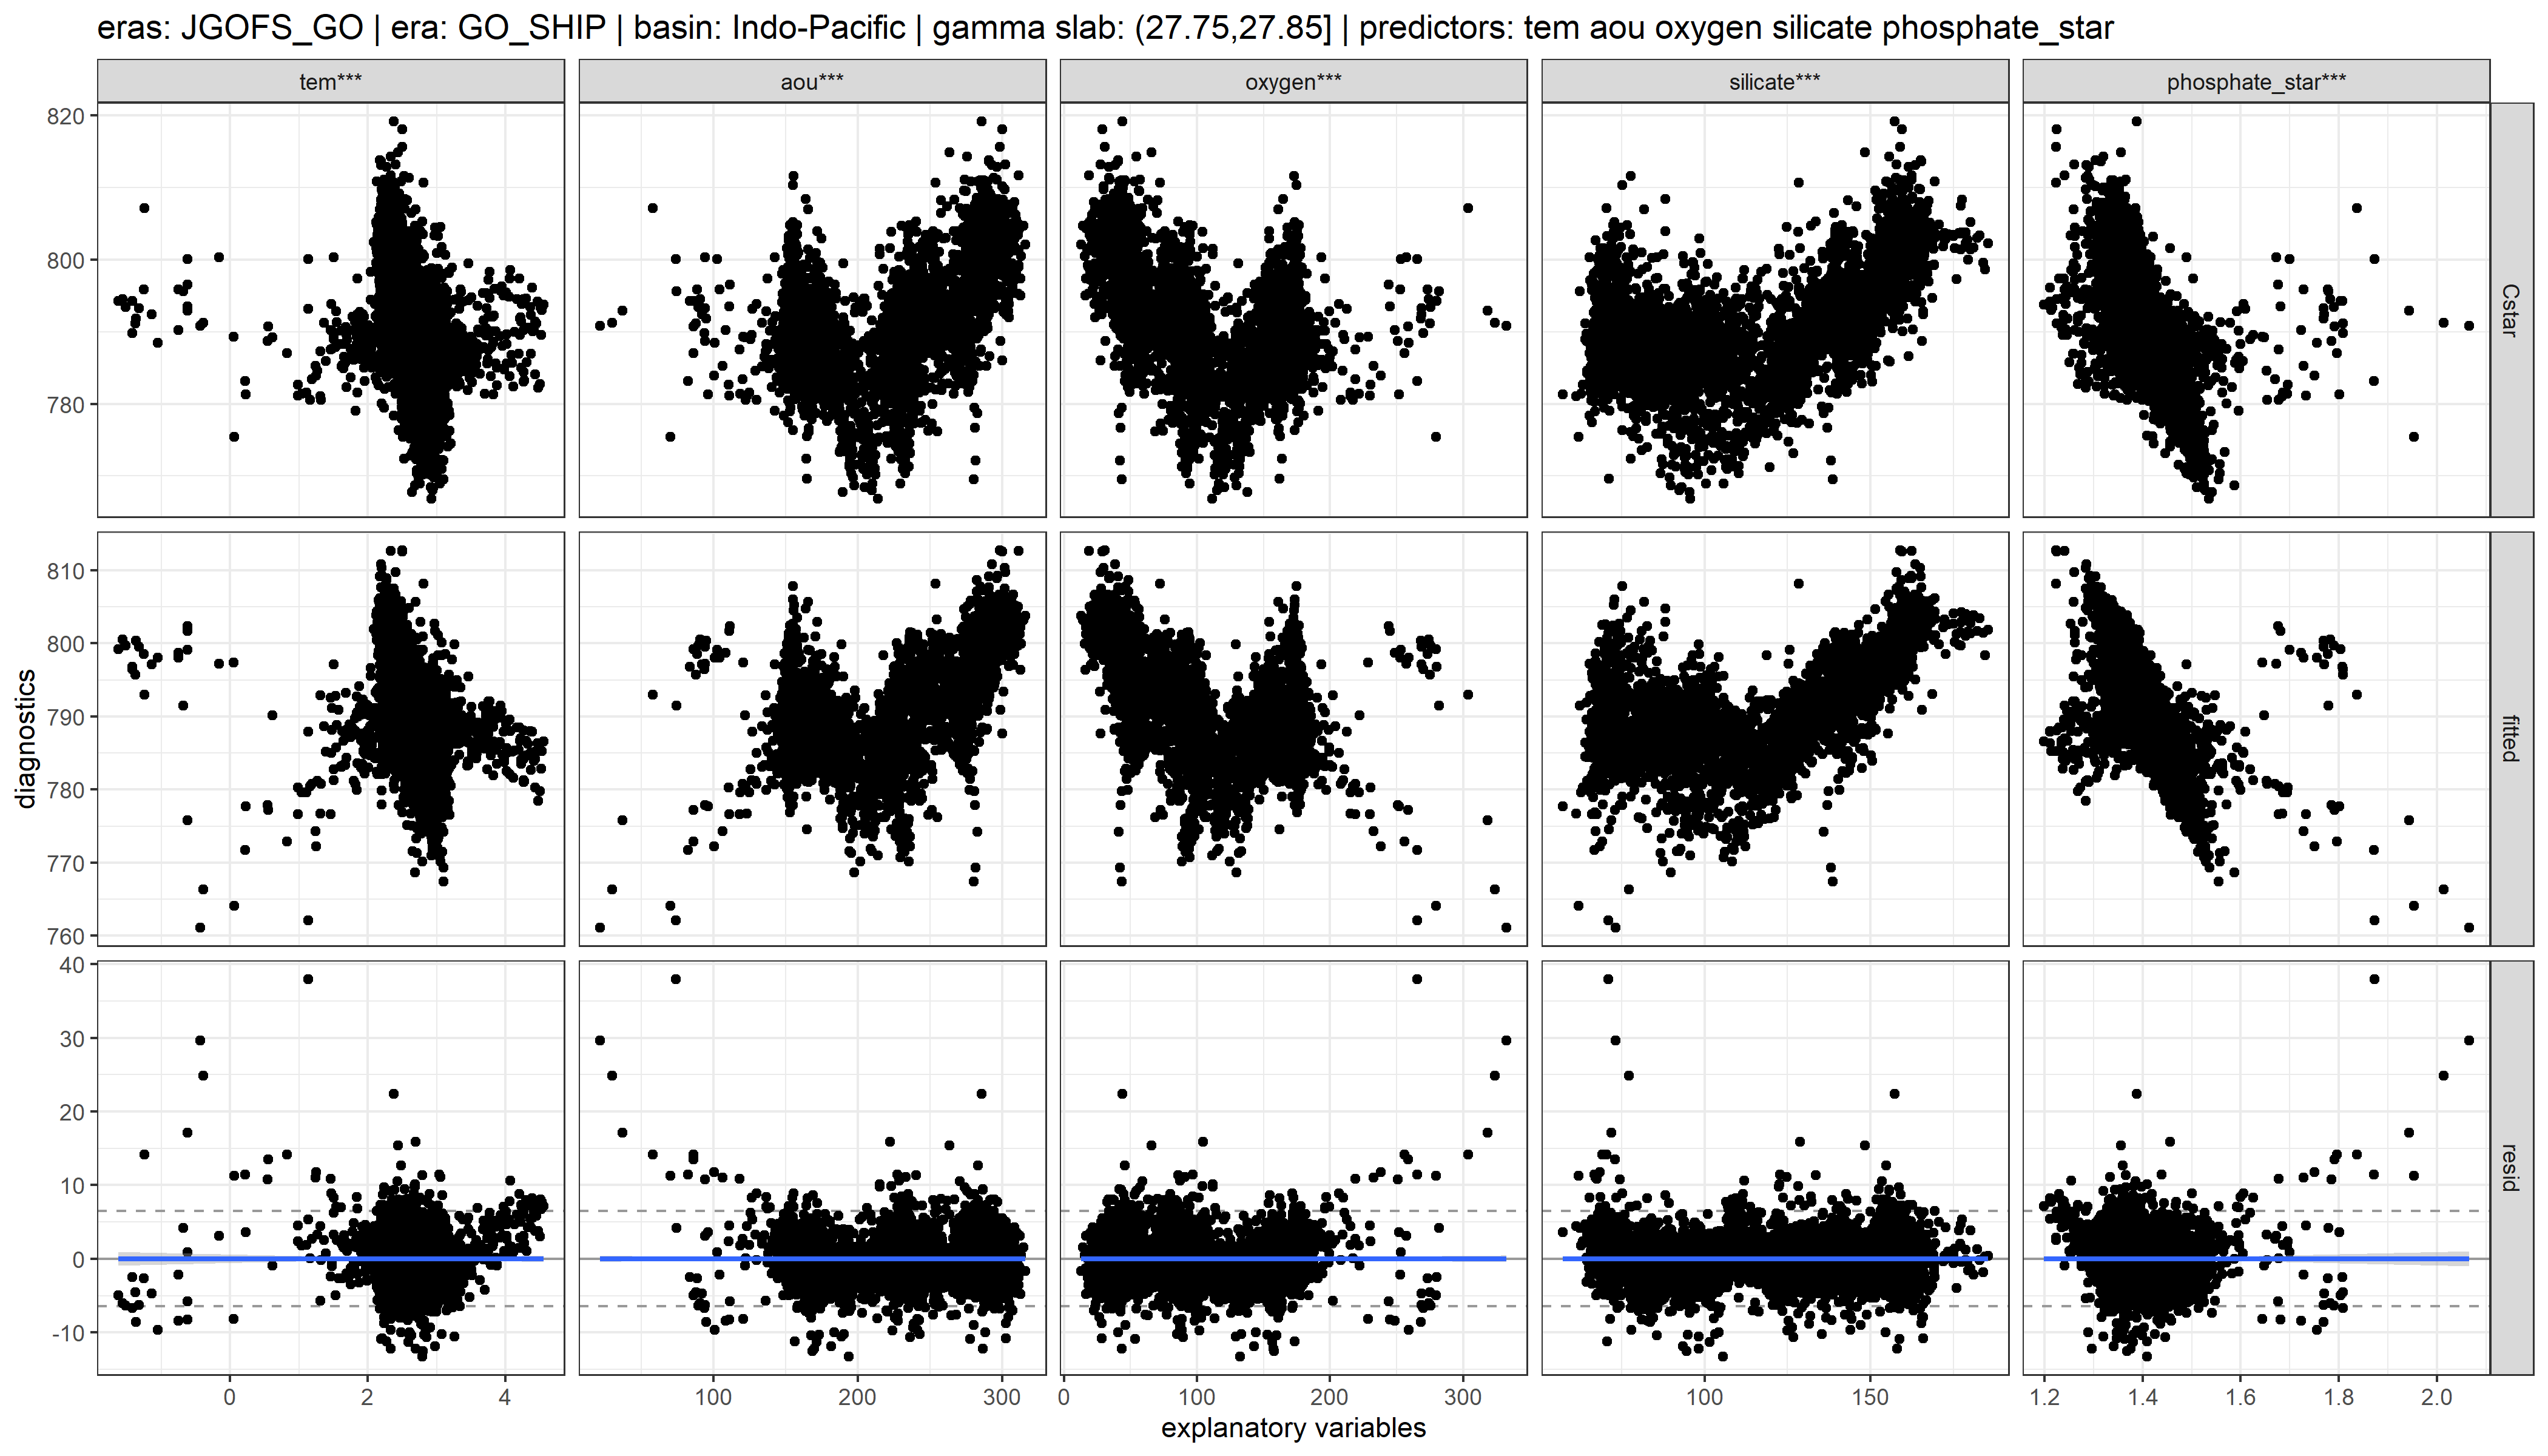 eras: JGOFS_GO | era: GO_SHIP | basin: Indo-Pacific | gamma slab: (27.75,27.85] | predictors: tem aou oxygen silicate phosphate_star
tem*** aou*** oxygen*** silicate*** phosphate_star***
820
800
780
Cstar
810
800
790
780
770
760
fitted
diagnostics
40
30
20
10
0
-10
resid
0 2 4 100 200 300 0 100 200 300 100 150 1.2 1.4 1.6 1.8 2.0
explanatory variables